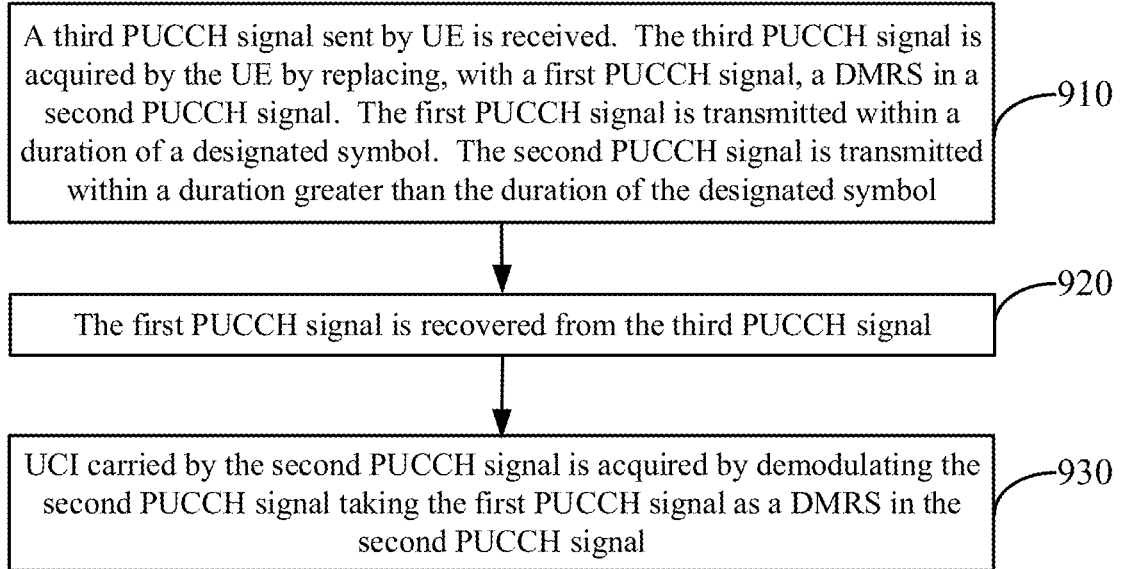 A third PUCCH signal sent by UE is received. The third PUCCH signal is
acquired by the UE by replacing, with a first PUCCH signal, a DMRS in a
second PUCCH signal. The first PUCCH signal is transmitted within a
duration of a designated symbol. The second PUCCH signal is transmitted
within a duration greater than the duration of the designated symbol
910
The first PUCCH signal is recovered from the third PUCCH signal
920
UCI carried by the second PUCCH signal is acquired by demodulating the
second PUCCH signal taking the first PUCCH signal as a DMRS in the
second PUCCH signal
930